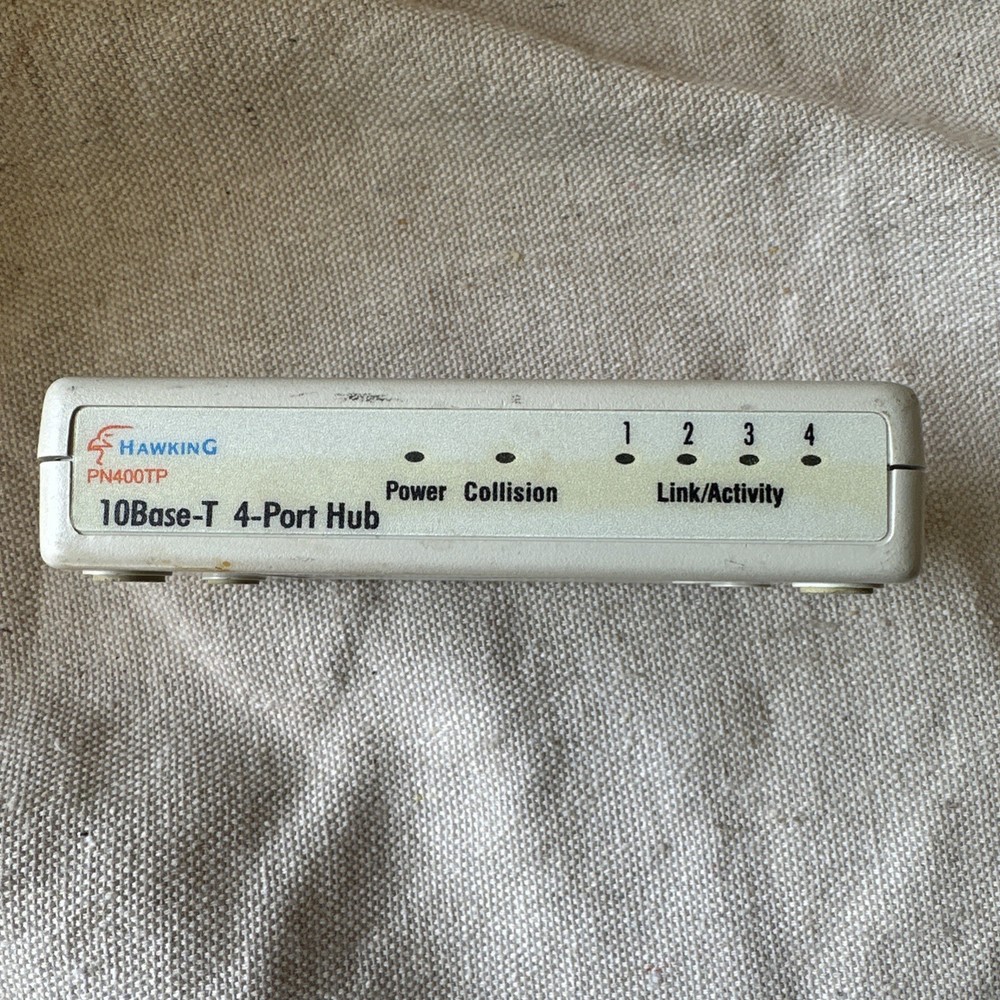 HAWKING
PN400TP
10Base-T 4-Port Hub
Power Collision
1 2 3 4
Link/Activity